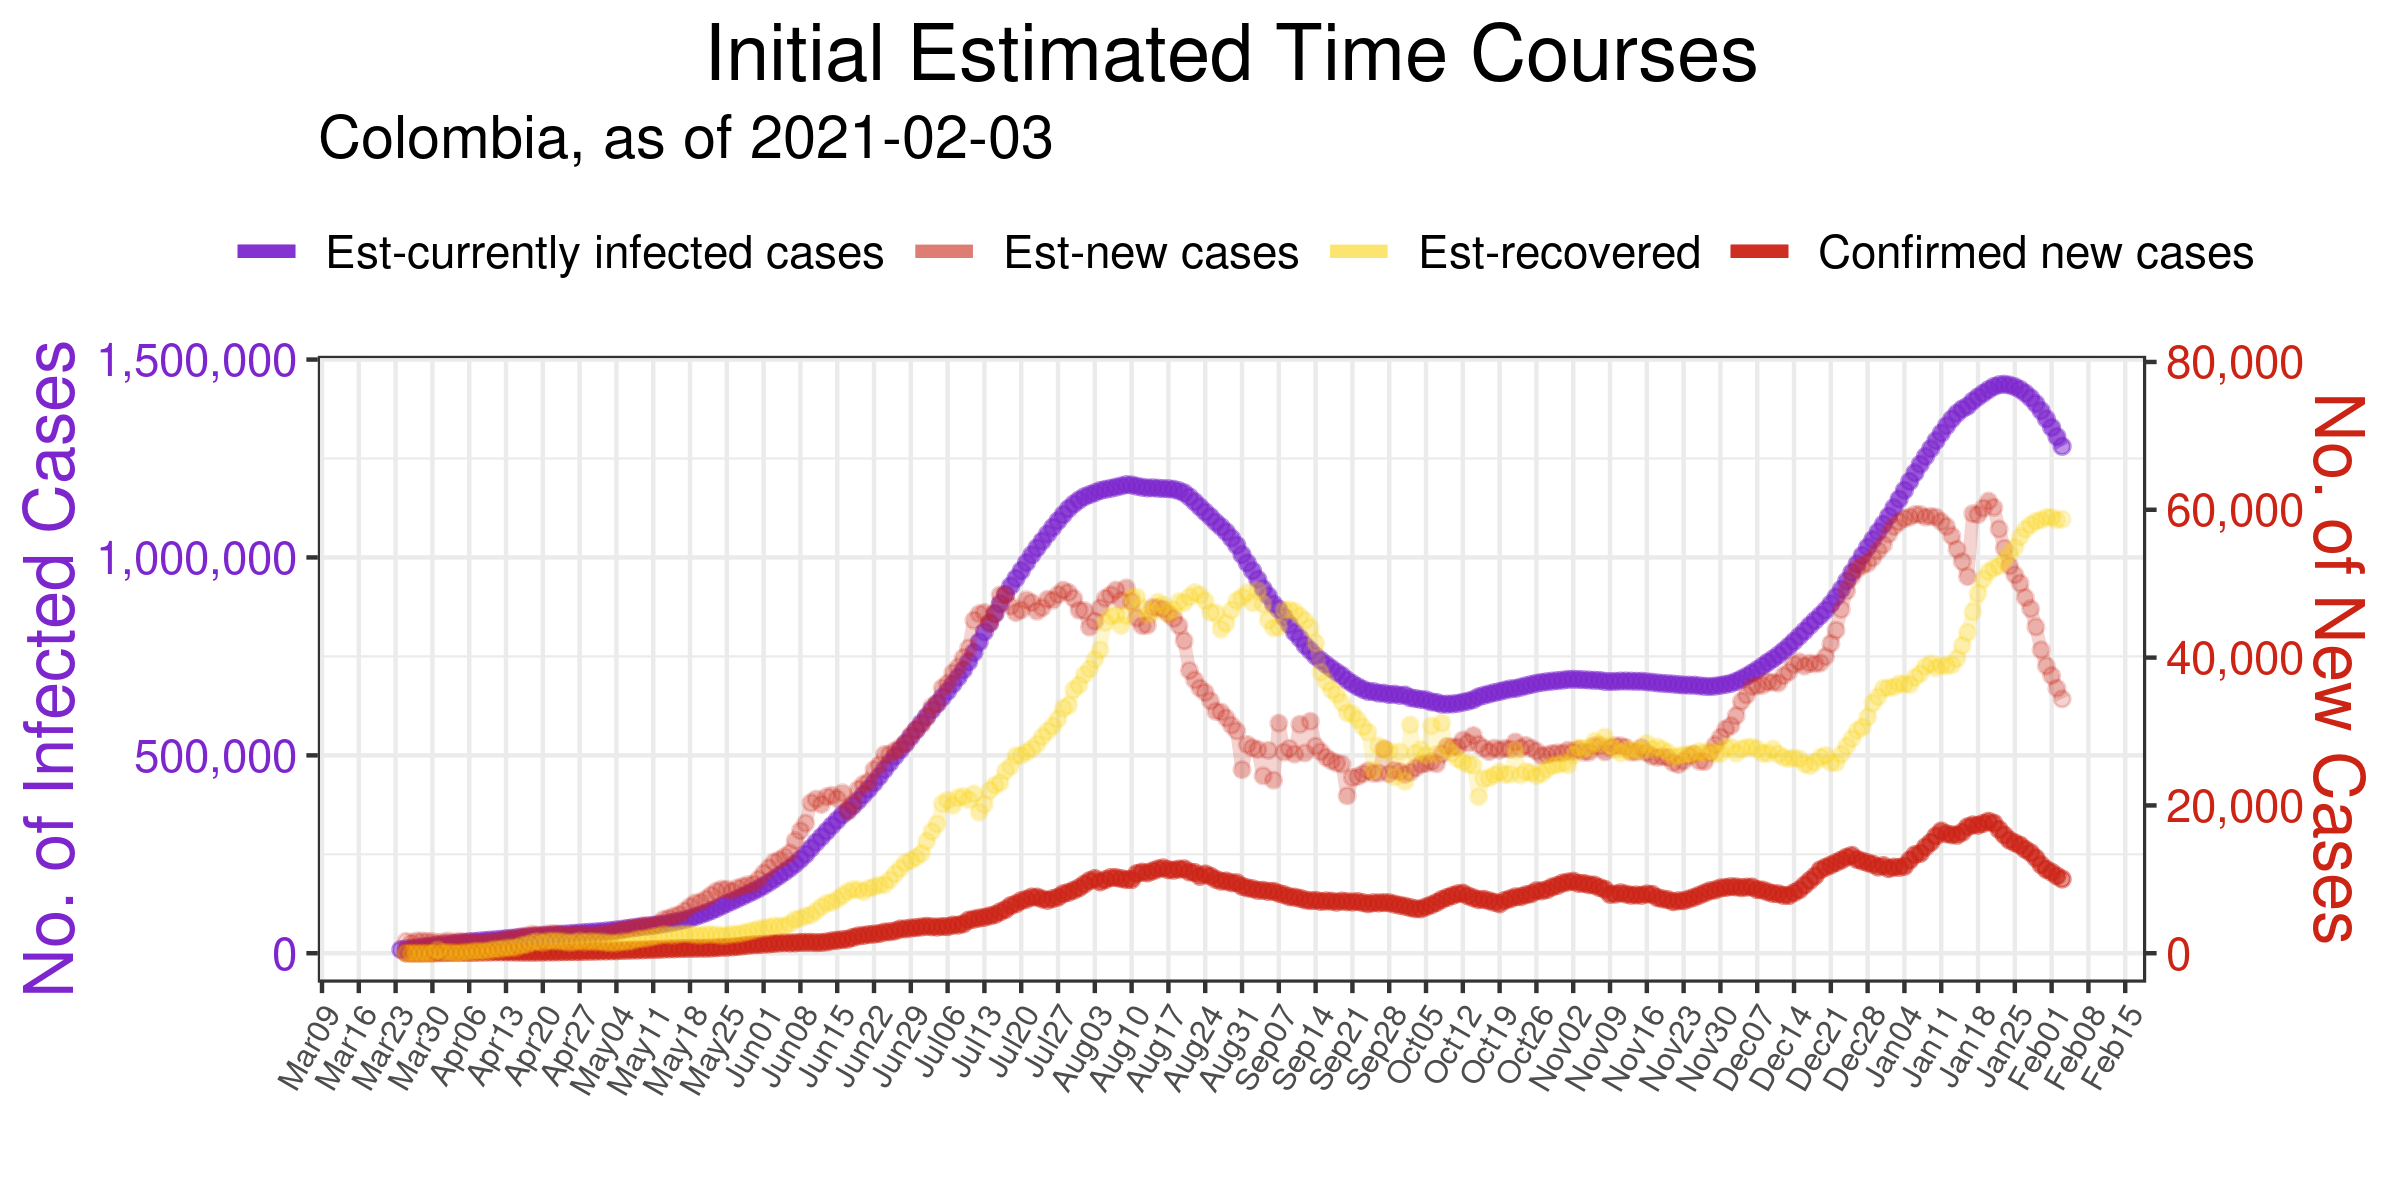 Initial Estimated Time Courses
Colombia, as of 2021-02-03
Est-currently infected cases Est-new cases Est-recovered Confirmed new cases
No. of Infected Cases
1,500,000
1,000,000
500,000
0
80,000
60,000
40,000
20,000
0
No. of New Cases
Mar09 Mar16 Mar23 Mar30 Apr06 Apr13 Apr20 Apr27 May04 May11 May18 May25 Jun01 Jun08 Jun15 Jun22 Jun29 Jul06 Jul13 Jul20 Jul27 Aug03 Aug10 Aug17 Aug24 Aug31 Sep07 Sep14 Sep21 Sep28 Oct05 Oct12 Oct19 Oct26 Nov02 Nov09 Nov16 Nov23 Nov30 Dec07 Dec14 Dec21 Dec28 Jan04 Jan11 Jan18 Jan25 Feb01 Feb08 Feb15